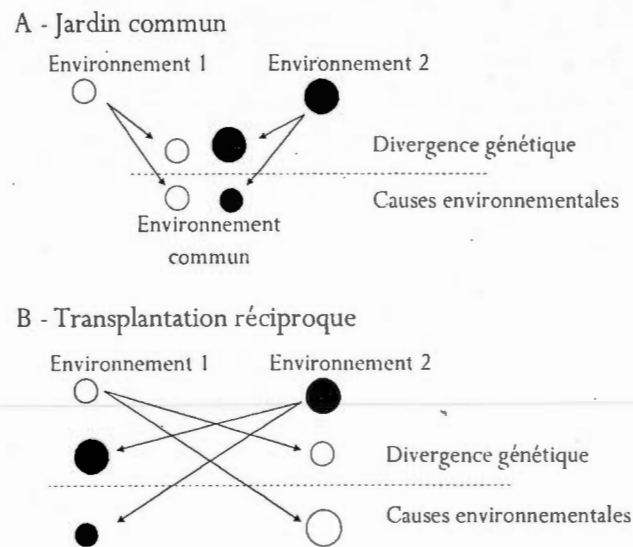 A - Jardin commun
Environnement 1 Environnement 2
Divergence génétique
Causes environnementales
Environnement
commun
B - Transplantation réciproque
Environnement 1 Environnement 2
Divergence génétique
Causes environnementales